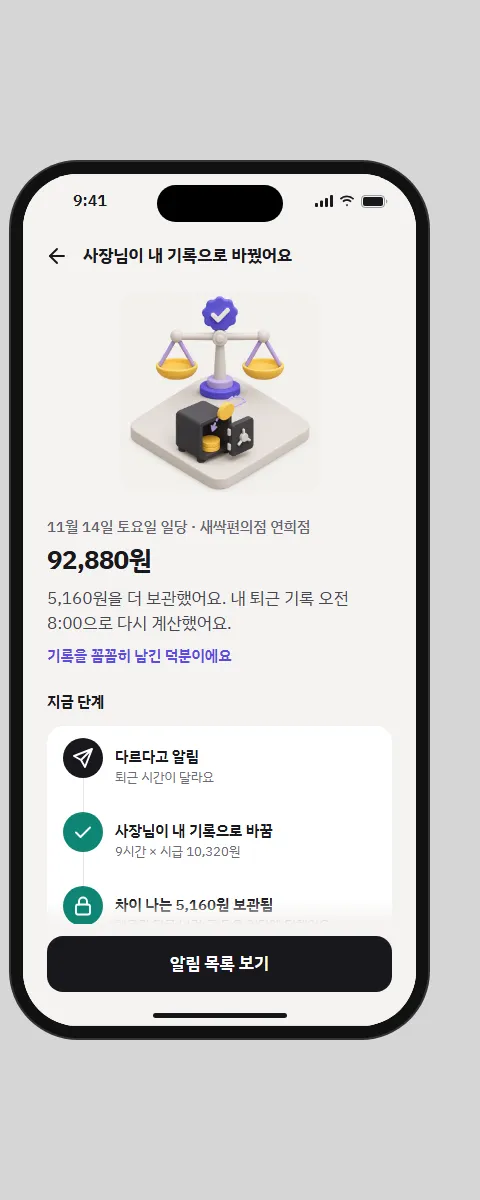 9:41
사장님이 내 기록으로 바꿨어요
11월 14일 토요일 일당 · 새싹편의점 연희점
92,880원
5,160원을 더 보관했어요. 내 퇴근 기록 오전
8:00으로 다시 계산했어요.
기록을 꼼꼼히 남긴 덕분이에요
지금 단계
다르다고 알림
퇴근 시간이 달라요
사장님이 내 기록으로 바꿈
9시간 × 시급 10,320원
차이 나는 5,160원 보관됨
알림 목록 보기